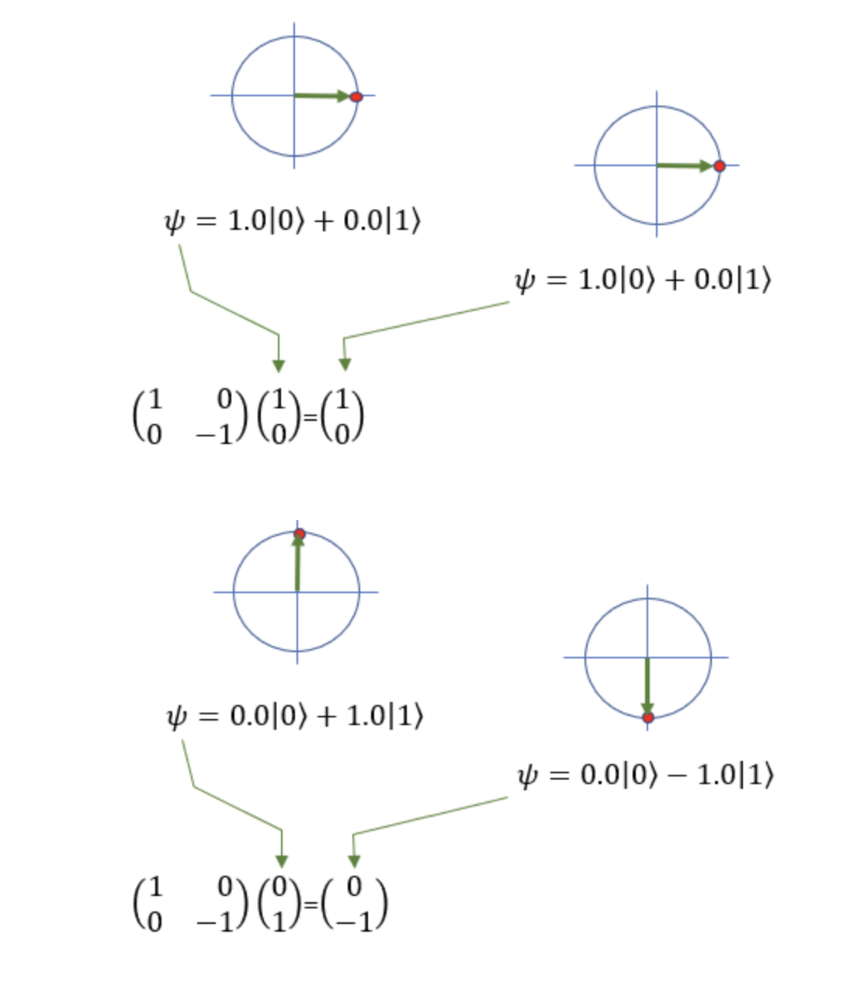 ψ = 1.0|0⟩ + 0.0|1⟩
ψ = 1.0|0⟩ + 0.0|1⟩
(1 0
0 −1)(1
0)=(1
0)
ψ = 0.0|0⟩ + 1.0|1⟩
ψ = 0.0|0⟩ − 1.0|1⟩
(1 0
0 −1)(0
1)=(0
−1)